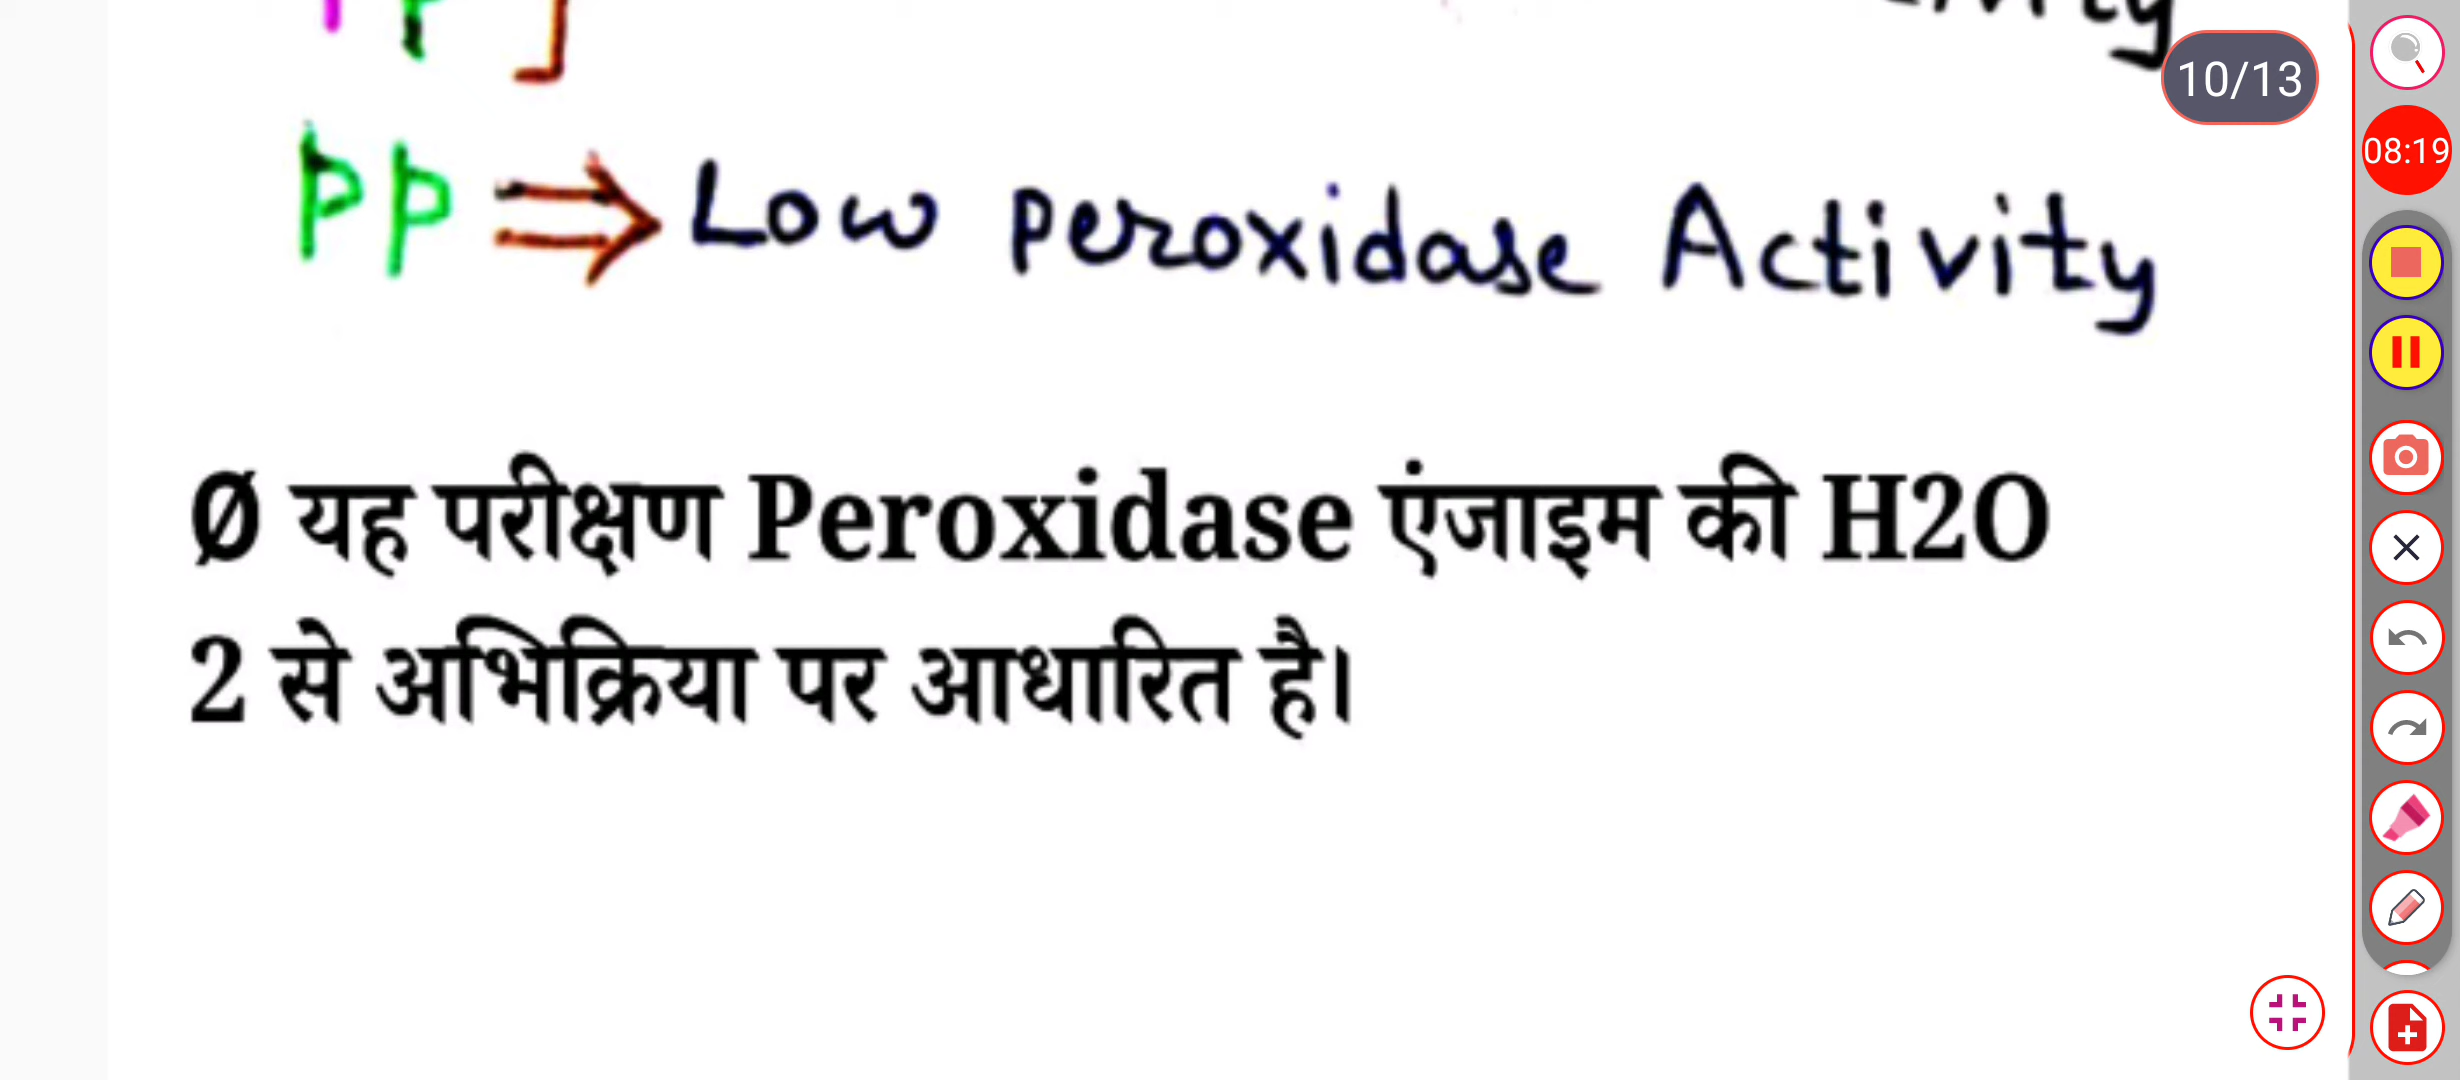 10/13
08:19
pp ⇒ Low peroxidase Activity
Ø यह परीक्षण Peroxidase एंजाइम की H2O
2 से अभिक्रिया पर आधारित है।